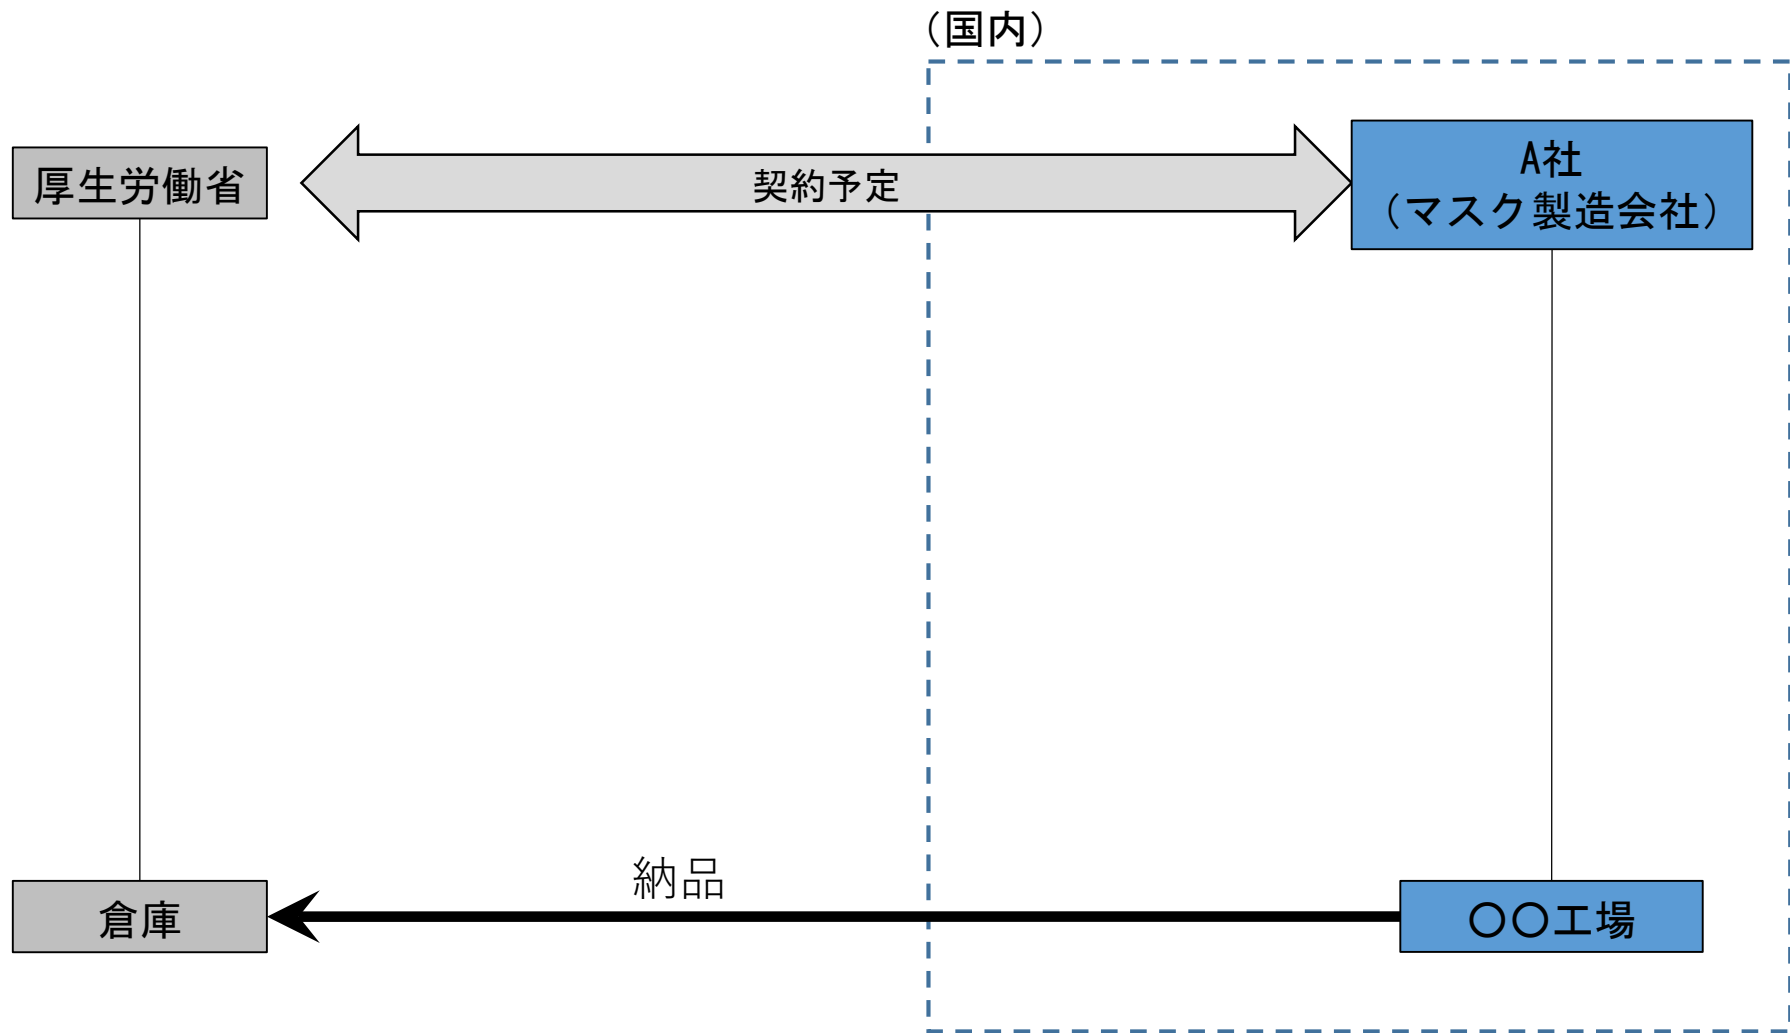 （国内）
厚生労働省
契約予定
A社
（マスク製造会社）
納品
倉庫
〇〇工場